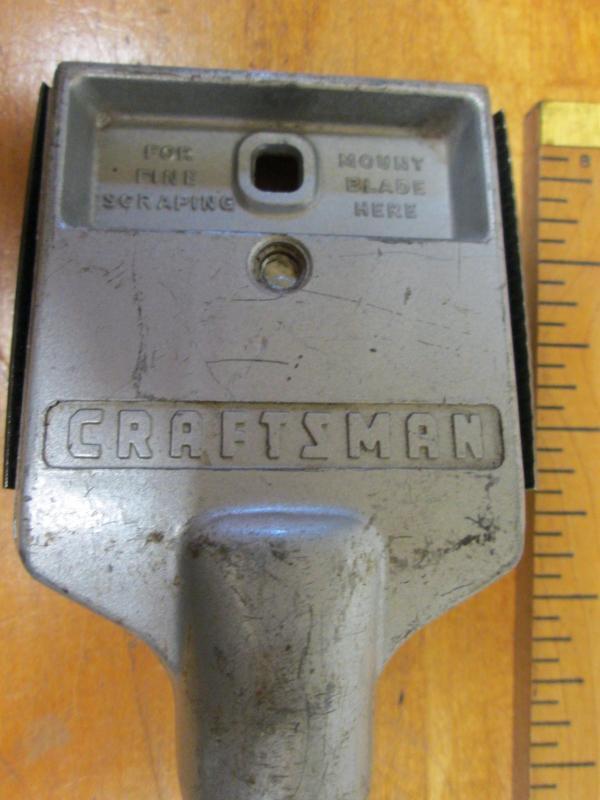 FOR
FINE
SCRAPING
MOUNT
BLADE
HERE
CRAFTSMAN
8